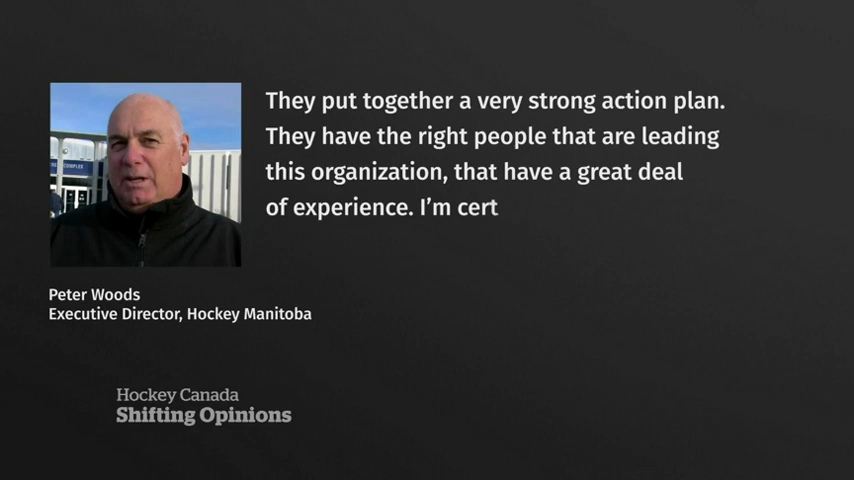 They put together a very strong action plan.
They have the right people that are leading
this organization, that have a great deal
of experience. I'm cert
COMPLEX
Peter Woods
Executive Director, Hockey Manitoba
Hockey Canada
Shifting Opinions